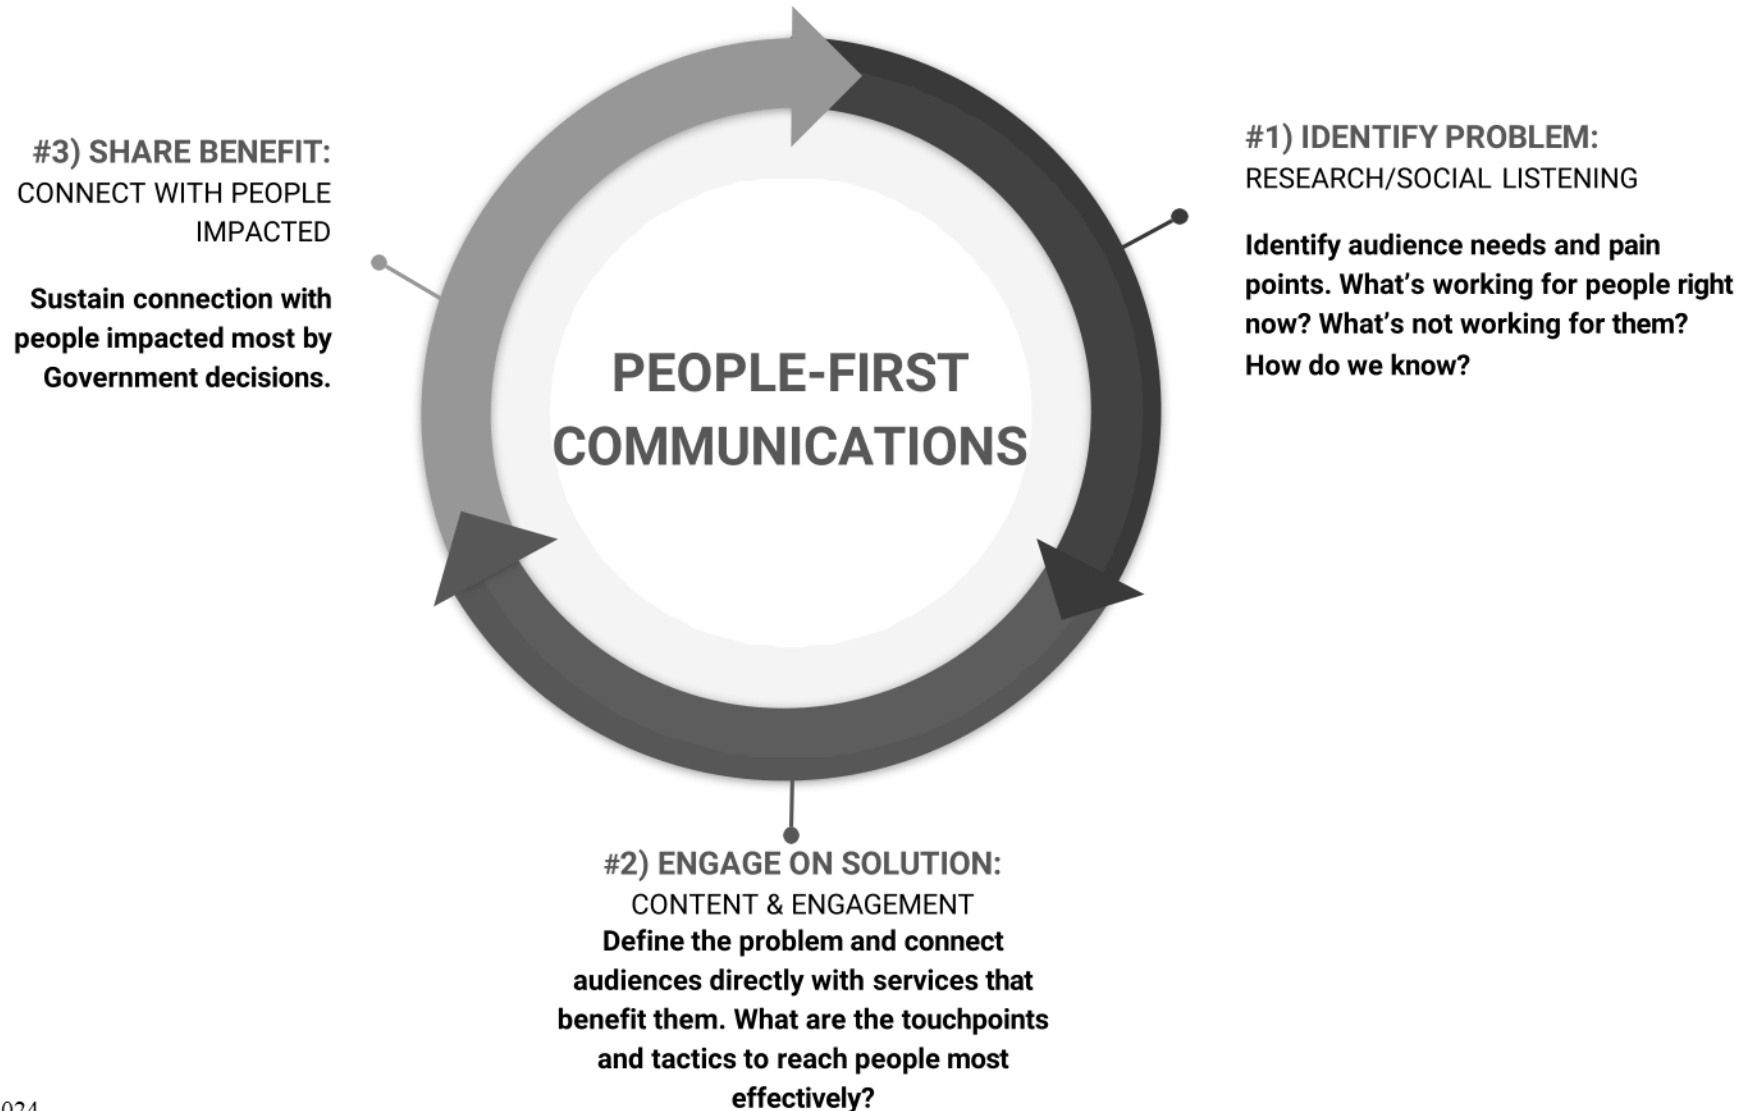 #3) SHARE BENEFIT:
CONNECT WITH PEOPLE
IMPACTED
Sustain connection with
people impacted most by
Government decisions.
PEOPLE-FIRST
COMMUNICATIONS
#1) IDENTIFY PROBLEM:
RESEARCH/SOCIAL LISTENING
Identify audience needs and pain
points. What's working for people right
now? What's not working for them?
How do we know?
#2) ENGAGE ON SOLUTION:
CONTENT & ENGAGEMENT
Define the problem and connect
audiences directly with services that
benefit them. What are the touchpoints
and tactics to reach people most
effectively?